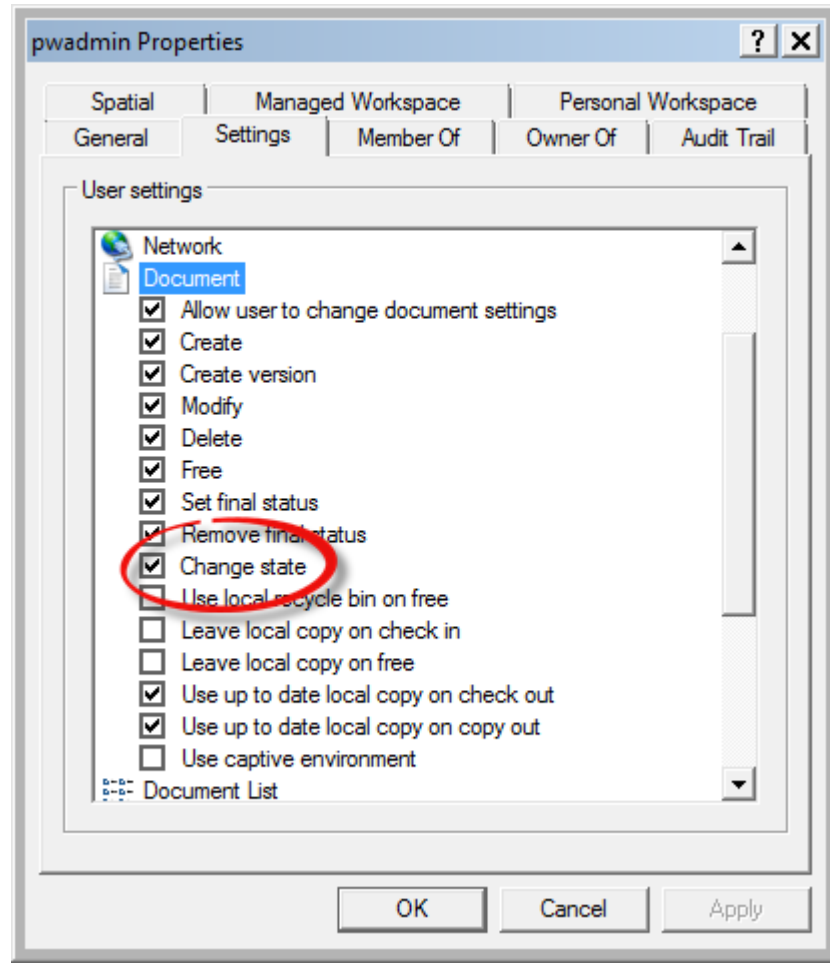 pwadmin Properties
Spatial Managed Workspace Personal Workspace
General Settings Member Of Owner Of Audit Trail
User settings
Network
Document
Allow user to change document settings
Create
Create version
Modify
Delete
Free
Set final status
Remove final status
Change state
Use local recycle bin on free
Leave local copy on check in
Leave local copy on free
Use up to date local copy on check out
Use up to date local copy on copy out
Use captive environment
Document List
OK Cancel Apply